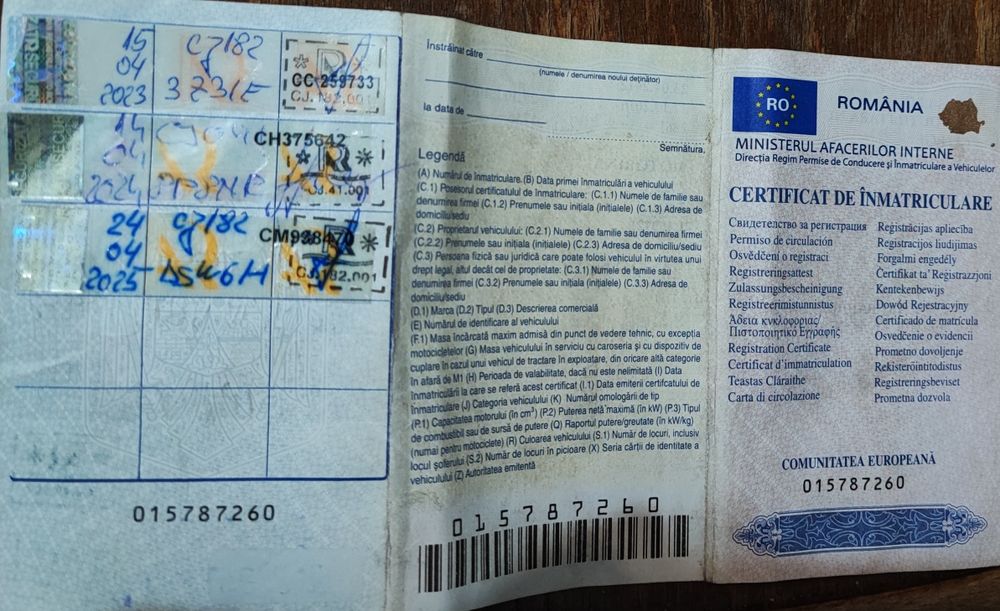 15
04
2023
CJ182
CC 259733
CJ.182.001
14
04
2024
CH375642
CJ.41.001
24
04
2025
CJ182
DSW6H
CM938470
CJ.182.001
015787260
Înstrăinat către
(numele / denumirea noului deținător)
la data de
Semnătura,
Legendă
(A) Numărul de înmatriculare. (B) Data primei înmatriculări a vehiculului
(C.1) Posesorul certificatului de înmatriculare: (C.1.1) Numele de familie sau
denumirea firmei (C.1.2) Prenumele sau inițiala (inițialele) (C.1.3) Adresa de
domiciliu/sediu
(C.2) Proprietarul vehiculului: (C.2.1) Numele de familie sau denumirea firmei
(C.2.2) Prenumele sau inițiala (inițialele) (C.2.3) Adresa de domiciliu/sediu
(C.3) Persoana fizică sau juridică care poate folosi vehiculul în virtutea unui
drept legal, altul decât cel de proprietate: (C.3.1) Numele de familie sau
denumirea firmei (C.3.2) Prenumele sau inițiala (inițialele) (C.3.3) Adresa de
domiciliu/sediu
(D.1) Marca (D.2) Tipul (D.3) Descrierea comercială
(E) Numărul de identificare al vehiculului
(F.1) Masa încărcată maxim admisă din punct de vedere tehnic, cu excepția
motocicletelor (G) Masa vehiculului în serviciu cu caroseria și cu dispozitiv de
cuplare în cazul unui vehicul de tractare în exploatare, din oricare altă categorie
în afară de M1 (H) Perioada de valabilitate, dacă nu este nelimitată (I) Data
înmatriculării la care se referă acest certificat (I.1) Data emiterii certifcatului de
înmatriculare (J) Categoria vehiculului (K) Numărul omologării de tip
(P.1) Capacitatea motorului (în cm³) (P.2) Puterea netă maximă (în kW) (P.3) Tipul
de combustibil sau de sursă de putere (Q) Raportul putere/greutate (în kW/kg)
(numai pentru motociclete) (R) Culoarea vehiculului (S.1) Număr de locuri, inclusiv
locul șoferului (S.2) Număr de locuri în picioare (X) Seria cărții de identitate a
vehiculului (Z) Autoritatea emitentă
015787260
RO
ROMÂNIA
MINISTERUL AFACERILOR INTERNE
Direcția Regim Permise de Conducere și Înmatriculare a Vehiculelor
CERTIFICAT DE ÎNMATRICULARE
Свидетелство за регистрация
Permiso de circulación
Osvědčení o registraci
Registreringsattest
Zulassungsbescheinigung
Registreerimistunnistus
Άδεια κυκλοφορίας/
Πιστοποιητικό Εγγραφής
Registration Certificate
Certificat d'immatriculation
Teastas Cláraithe
Carta di circolazione
Registrācijas apliecība
Registracijos liudijimas
Forgalmi engedély
Ċertifikat ta' Reġistrazzjoni
Kentekenbewijs
Dowód Rejestracyjny
Certificado de matrícula
Osvedčenie o evidencii
Prometno dovoljenje
Rekisteröintitodistus
Registreringsbeviset
Prometna dozvola
COMUNITATEA EUROPEANĂ
015787260